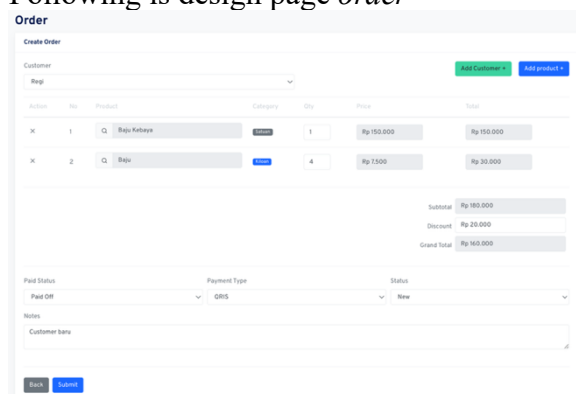 Following is design page order
Order
Create Order
Customer
Regi
Add Customer +
Add product +
Action No. Product Category Qty Price Total
× 1 Baju Kebaya Satuan 1 Rp 150.000 Rp 150.000
× 2 Baju Kiloan 4 Rp 7.500 Rp 30.000
Subtotal Rp 180.000
Discount Rp 20.000
Grand Total Rp 160.000
Paid Status Payment Type Status
Paid Off QRIS New
Notes
Customer baru
Back Submit